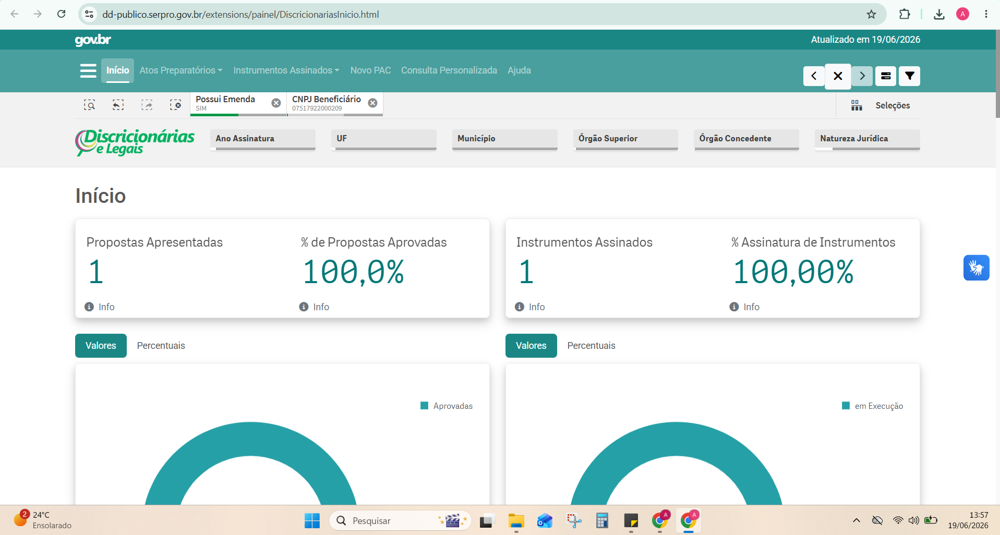 dd-publico.serpro.gov.br/extensions/painel/DiscricionariasInicio.html
A
gov.br
Atualizado em 19/06/2026
Início
Atos Preparatórios
Instrumentos Assinados
Novo PAC
Consulta Personalizada
Ajuda
Possui Emenda
SIM
CNPJ Beneficiário
07517922000209
Seleções
Discricionárias
e Legais
Ano Assinatura
UF
Município
Órgão Superior
Órgão Concedente
Natureza Jurídica
Início
Propostas Apresentadas
1
Info
% de Propostas Aprovadas
100,0%
Info
Instrumentos Assinados
1
Info
% Assinatura de Instrumentos
100,00%
Info
Valores
Percentuais
Valores
Percentuais
Aprovadas
em Execução
2
24°C
Ensolarado
Pesquisar
A
A
13:57
19/06/2026